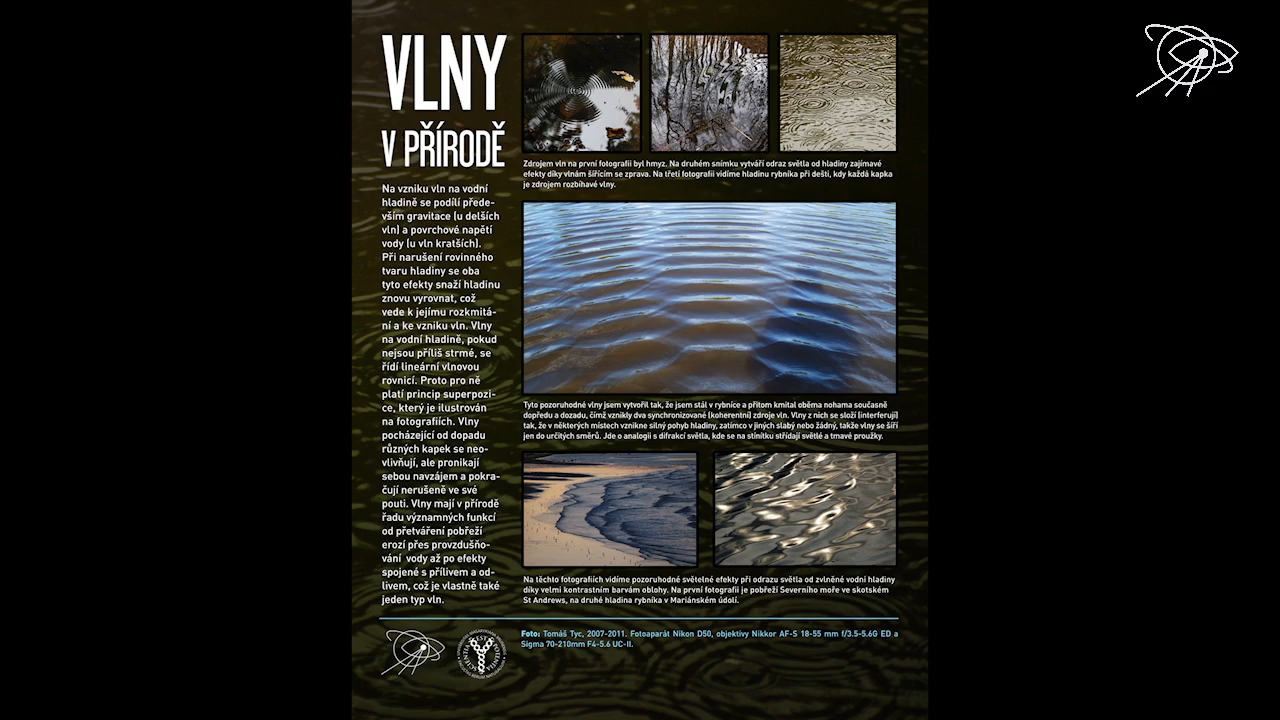 VLNY
V PŘÍRODĚ
Na vzniku vln na vodní
hladině se podílí přede-
vším gravitace (u delších
vln) a povrchové napětí
vody (u vln kratších).
Při narušení rovinného
tvaru hladiny se oba
tyto efekty snaží hladinu
znovu vyrovnat, což
vede k jejímu rozkmitá-
ní a ke vzniku vln. Vlny
na vodní hladině, pokud
nejsou příliš strmé, se
řídí lineární vlnovou
rovnicí. Proto pro ně
platí princip superpozi-
ce, který je ilustrován
na fotografiích. Vlny
pocházející od dopadu
různých kapek se neo-
vlivňují, ale pronikají
sebou navzájem a pokra-
čují nerušeně ve své
pouti. Vlny mají v přírodě
řadu významných funkcí
od přetváření pobřeží
erozí přes provzdušňo-
vání vody až po efekty
spojené s přílivem a od-
livem, což je vlastně také
jeden typ vln.
Zdrojem vln na první fotografii byl hmyz. Na druhém snímku vytváří odraz světla od hladiny zajímavé
efekty díky vlnám šířícím se zprava. Na třetí fotografii vidíme hladinu rybníka při dešti, kdy každá kapka
je zdrojem rozbíhavé vlny.
Tyto pozoruhodné vlny jsem vytvořil tak, že jsem stál v rybníce a přitom kmital oběma nohama současně
dopředu a dozadu, čímž vznikly dva synchronizované (koherentní) zdroje vln. Vlny z nich se složí (interferují)
tak, že v některých místech vznikne silný pohyb hladiny, zatímco v jiných slabý nebo žádný, takže vlny se šíří
jen do určitých směrů. Jde o analogii s difrakcí světla, kde se na stínítku střídají světlé a tmavé proužky.
Na těchto fotografiích vidíme pozoruhodné světelné efekty při odrazu světla od zvlněné vodní hladiny
díky velmi kontrastním barvám oblohy. Na první fotografii je pobřeží Severního moře ve skotském
St Andrews, na druhé hladina rybníka v Mariánském údolí.
Foto: Tomáš Tyc, 2007-2011. Fotoaparát Nikon D50, objektivy Nikkor AF-S 18-55 mm f/3.5-5.6G ED a
Sigma 70-210mm F4-5.6 UC-II.